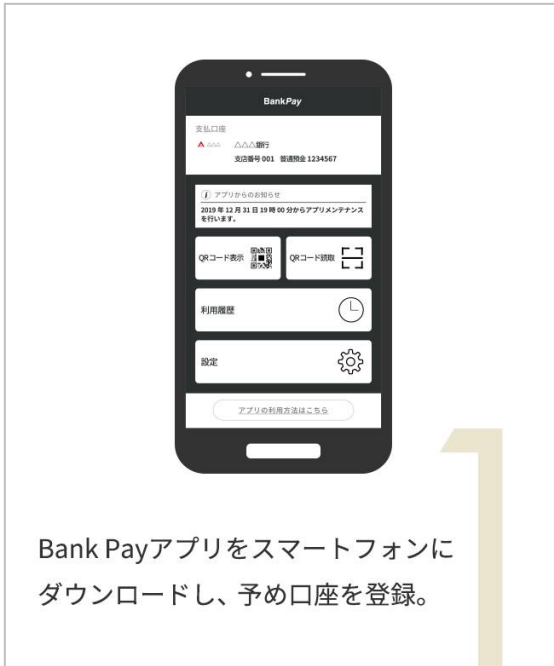 BankPay
支払口座
△△△ △△△銀行
支店番号 001 普通預金 1234567
アプリからのお知らせ
2019 年 12 月 31 日 19 時 00 分からアプリメンテナンス
を行います。
QRコード表示 QRコード読取
利用履歴
設定
アプリの利用方法はこちら
1
Bank Payアプリをスマートフォンに
ダウンロードし、予め口座を登録。